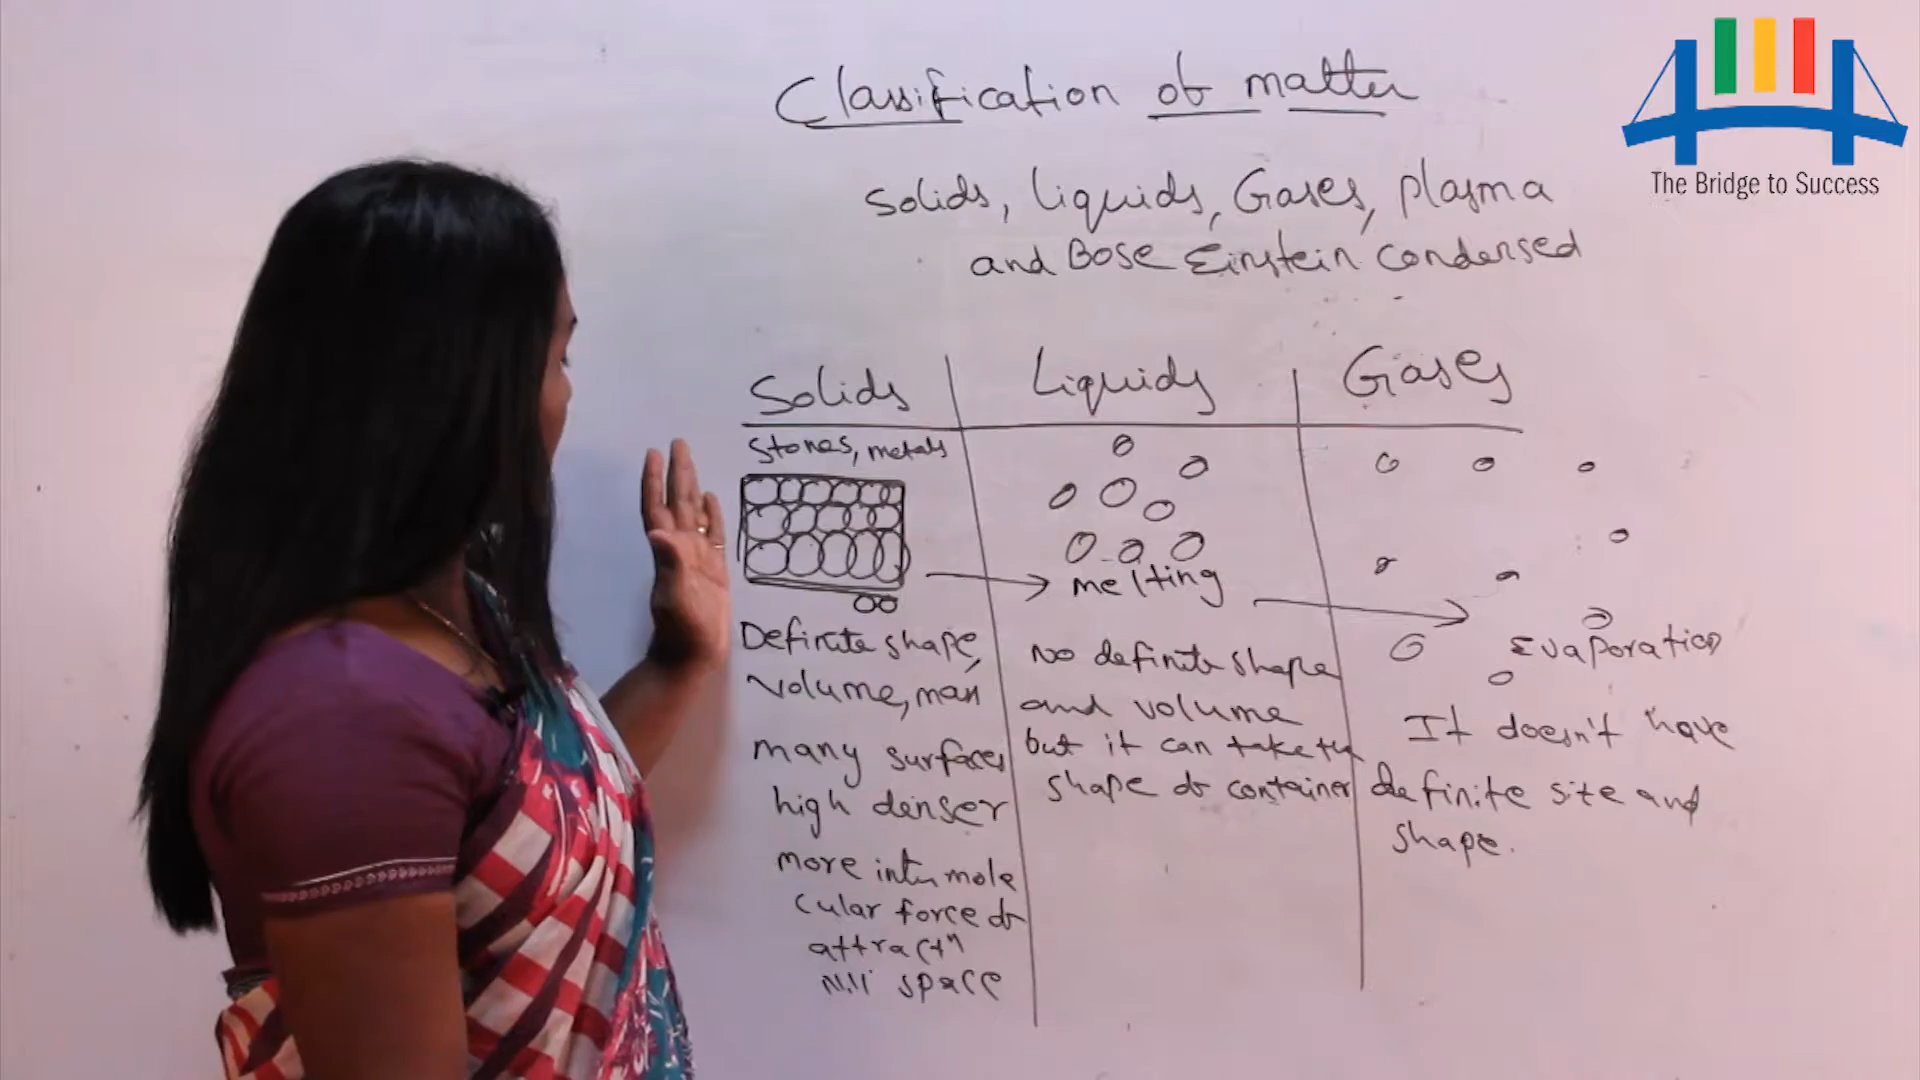 Classification of matter
The Bridge to Success
Solids, Liquids, Gases, plasma
and Bose Einstein condensed
Solids
Liquids
Gases
Stones, metals
melting
Evaporation
Definite shape,
volume, mass
many surfaces
high denser
more intermole
cular force of
attractn
Nil space
No definite shape
and volume
but it can take the
shape of container
It doesn't have
definite site and
shape.